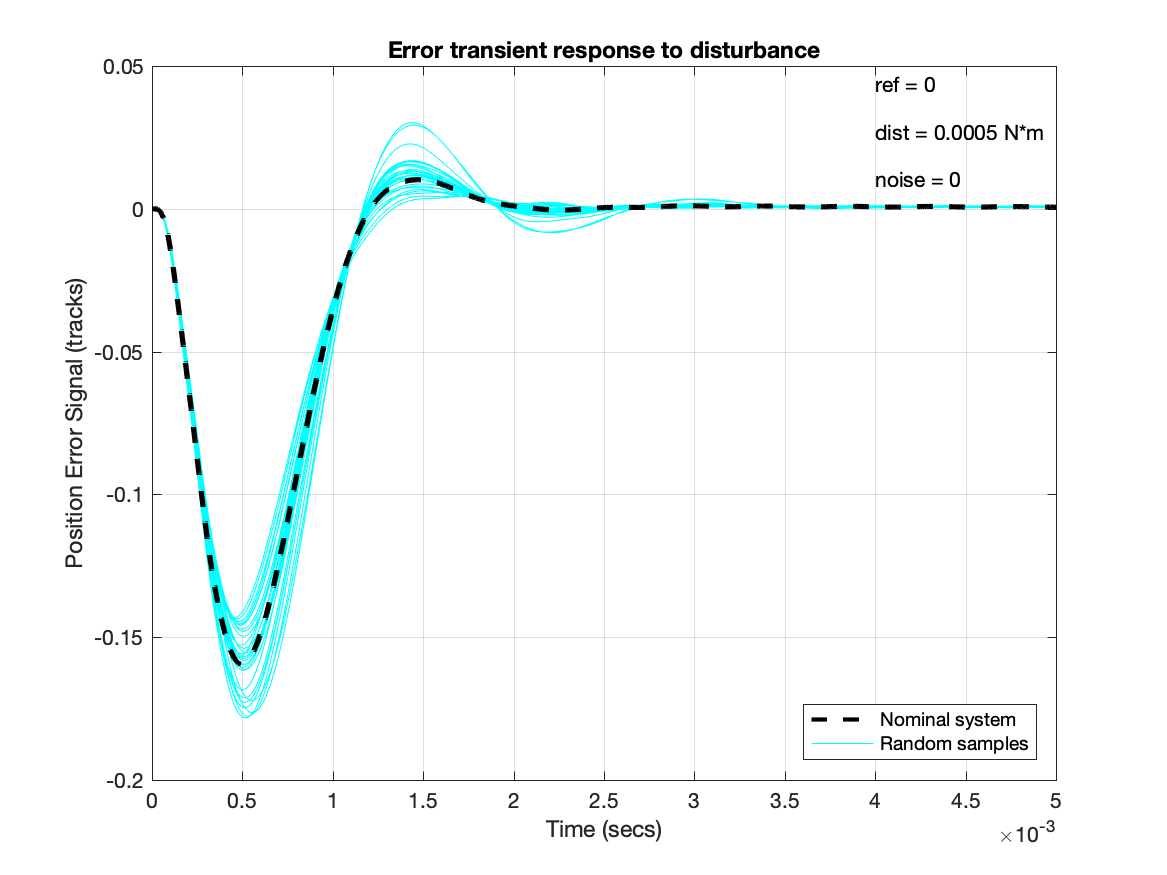 Error transient response to disturbance
0.05
ref = 0
dist = 0.0005 N*m
noise = 0
0
-0.05
-0.1
-0.15
-0.2
Position Error Signal (tracks)
Nominal system
Random samples
0 0.5 1 1.5 2 2.5 3 3.5 4 4.5 5
Time (secs)
×10-3